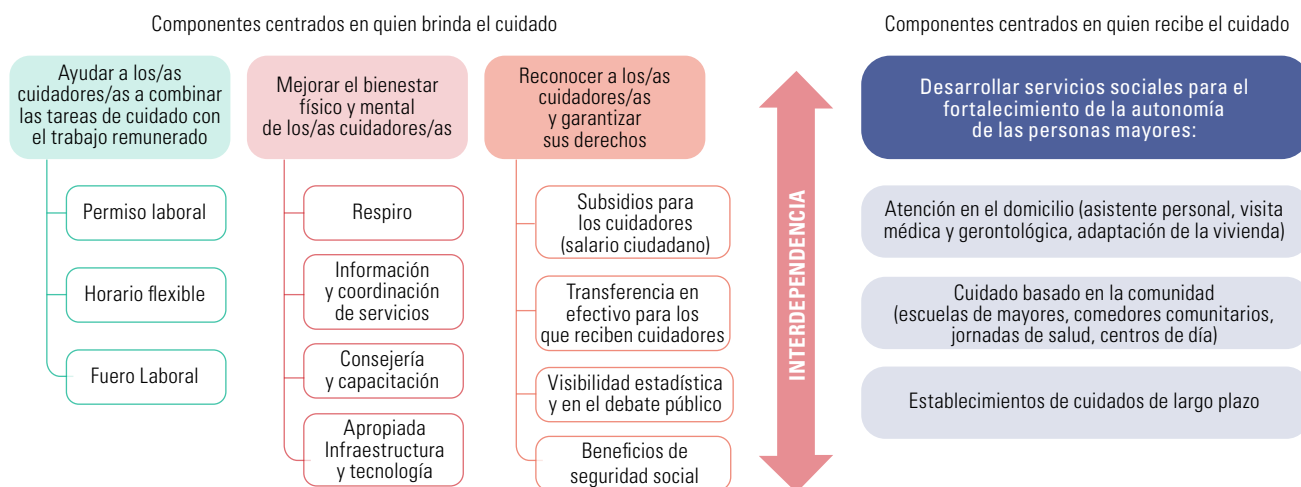 Componentes centrados en quien brinda el cuidado
Ayudar a los/as
cuidadores/as a combinar
las tareas de cuidado con
el trabajo remunerado
Permiso laboral
Horario flexible
Fuero Laboral
Mejorar el bienestar
físico y mental
de los/as cuidadores/as
Respiro
Información
y coordinación
de servicios
Consejería
y capacitación
Apropiada
Infraestructura
y tecnología
Reconocer a los/as
cuidadores/as
y garantizar
sus derechos
Subsidios para
los cuidadores
(salario ciudadano)
Transferencia en
efectivo para los
que reciben cuidadores
Visibilidad estadística
y en el debate público
Beneficios de
seguridad social
INTERDEPENDENCIA
Componentes centrados en quien recibe el cuidado
Desarrollar servicios sociales para el
fortalecimiento de la autonomía
de las personas mayores:
Atención en el domicilio (asistente personal, visita
médica y gerontológica, adaptación de la vivienda)
Cuidado basado en la comunidad
(escuelas de mayores, comedores comunitarios,
jornadas de salud, centros de día)
Establecimientos de cuidados de largo plazo